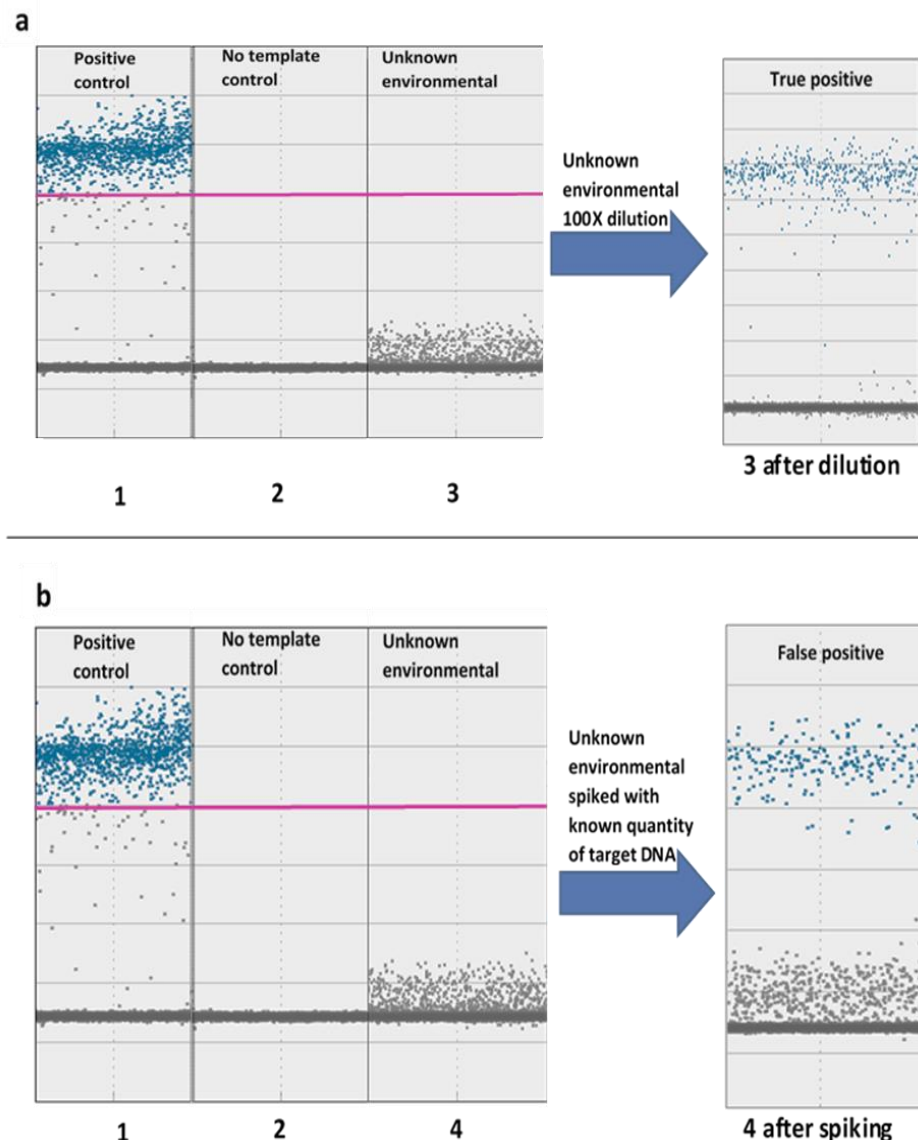 a
Positive
control
No template
control
Unknown
environmental
Unknown
environmental
100X dilution
True positive
1
2
3
3 after dilution
b
Positive
control
No template
control
Unknown
environmental
Unknown
environmental
spiked with
known quantity
of target DNA
False positive
1
2
4
4 after spiking